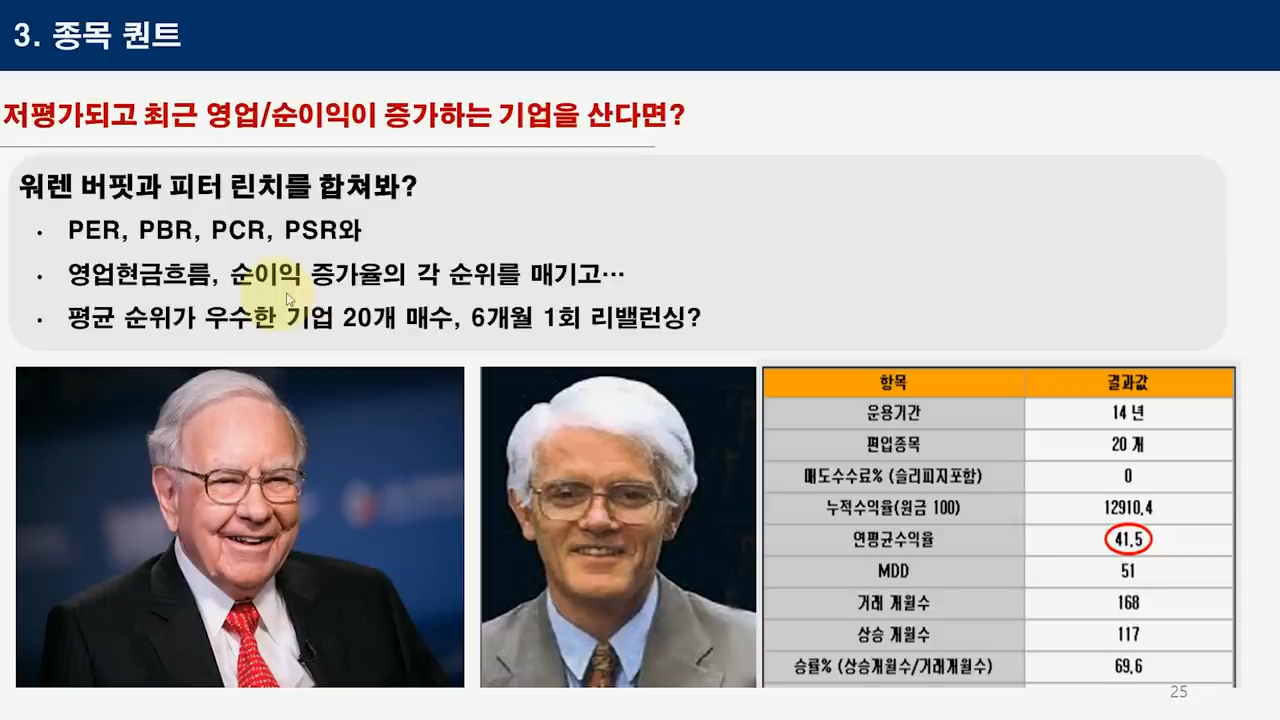 3. 종목 퀀트
저평가되고 최근 영업/순이익이 증가하는 기업을 산다면?
워렌 버핏과 피터 린치를 합쳐봐?
• PER, PBR, PCR, PSR와
• 영업현금흐름, 순이익 증가율의 각 순위를 매기고…
• 평균 순위가 우수한 기업 20개 매수, 6개월 1회 리밸런싱?
항목 결과값
운용기간 14 년
편입종목 20 개
매도수수료% (슬리피지포함) 0
누적수익율(원금 100) 12910.4
연평균수익율 41.5
MDD 51
거래 개월수 168
상승 개월수 117
승률% (상승개월수/거래개월수) 69.6
25